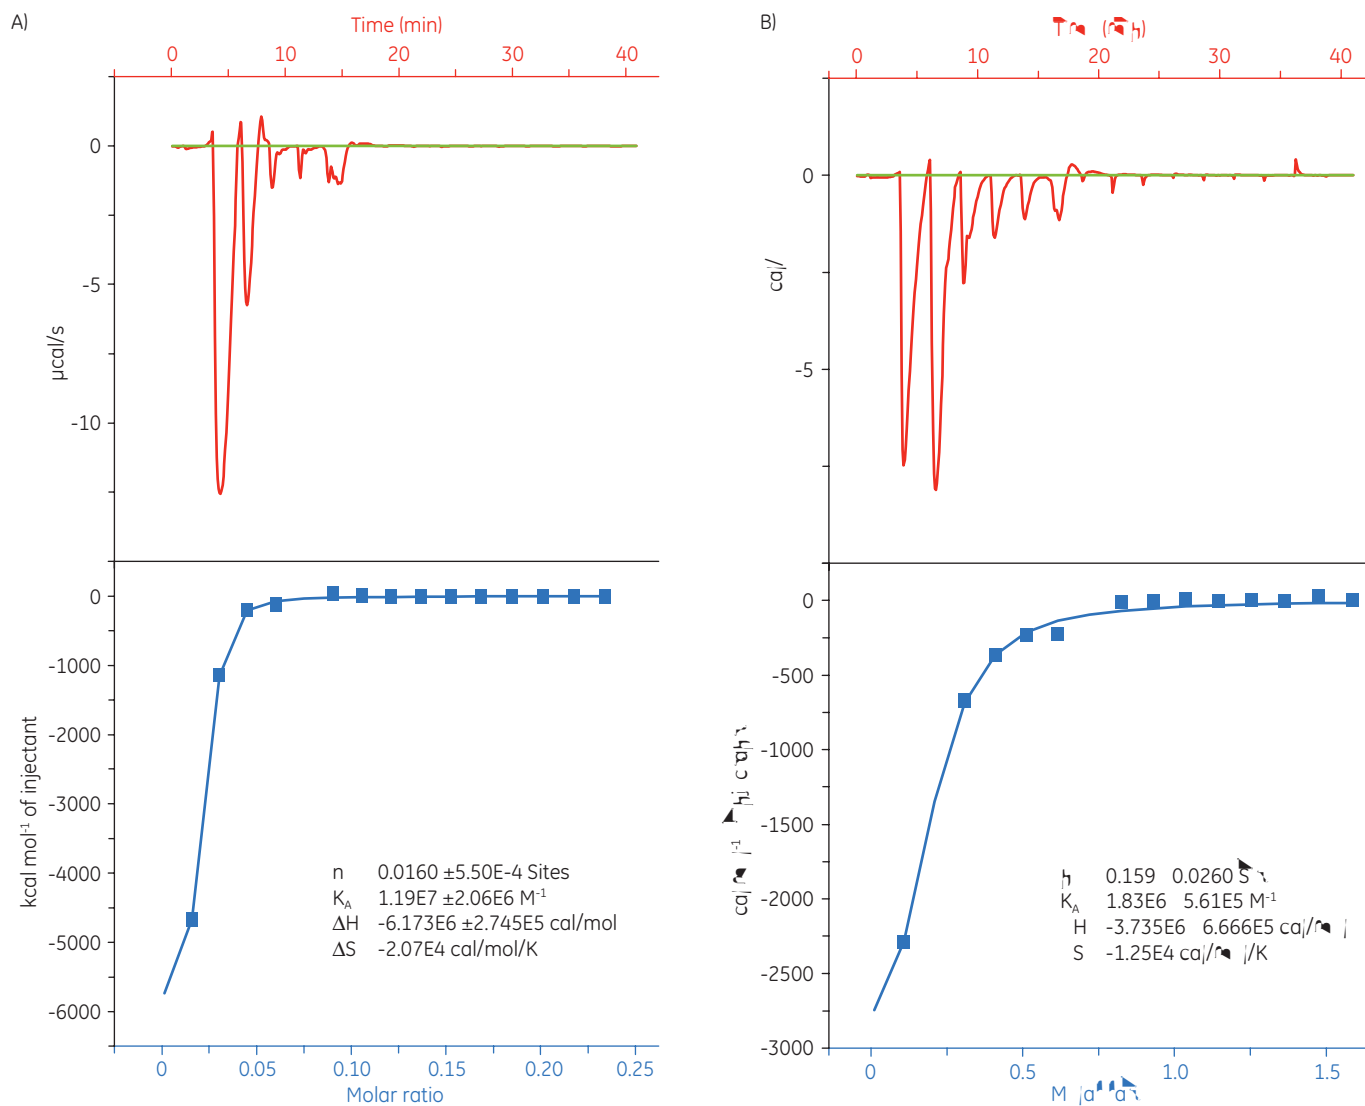 A)
Time (min)
0 10 20 30 40
0
-5
-10
µcal/s
0
-1000
-2000
-3000
-4000
-5000
-6000
kcal mol⁻¹ of injectant
n 0.0160 ±5.50E-4 Sites
K_A 1.19E7 ±2.06E6 M⁻¹
ΔH -6.173E6 ±2.745E5 cal/mol
ΔS -2.07E4 cal/mol/K
0 0.05 0.10 0.15 0.20 0.25
Molar ratio
B)
0 10 20 30 40
0
-5
0
-500
-1000
-1500
-2000
-2500
-3000
0.159 0.0260
K_A 1.83E6 5.61E5 M⁻¹
H -3.735E6 6.666E5
S -1.25E4
0 0.5 1.0 1.5